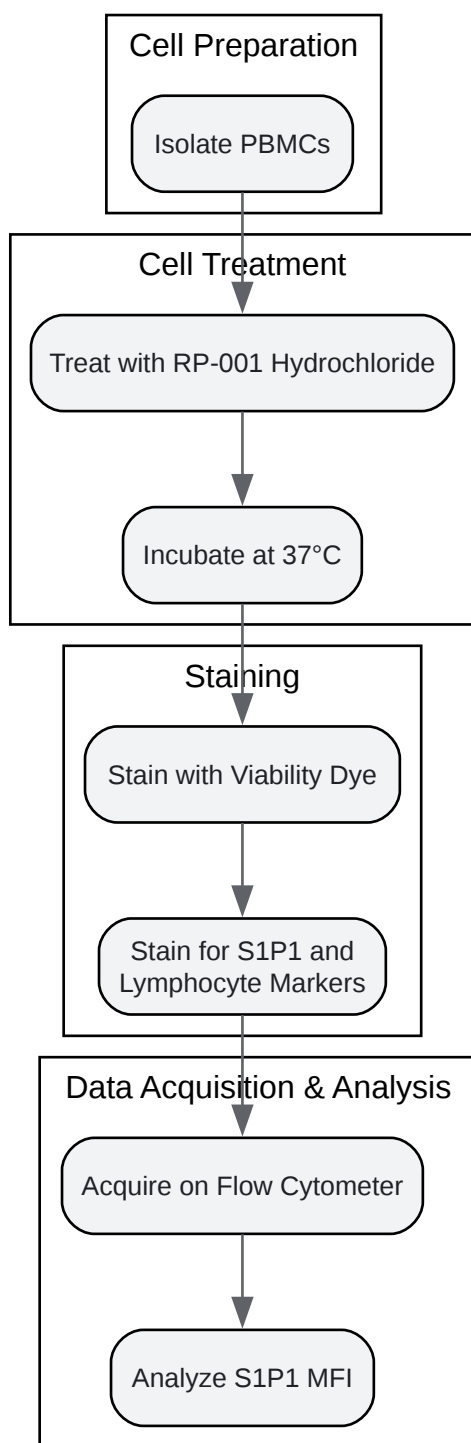 Cell Preparation
Isolate PBMCs
Cell Treatment
Treat with RP-001 Hydrochloride
Incubate at 37°C
Staining
Stain with Viability Dye
Stain for S1P1 and
Lymphocyte Markers
Data Acquisition & Analysis
Acquire on Flow Cytometer
Analyze S1P1 MFI